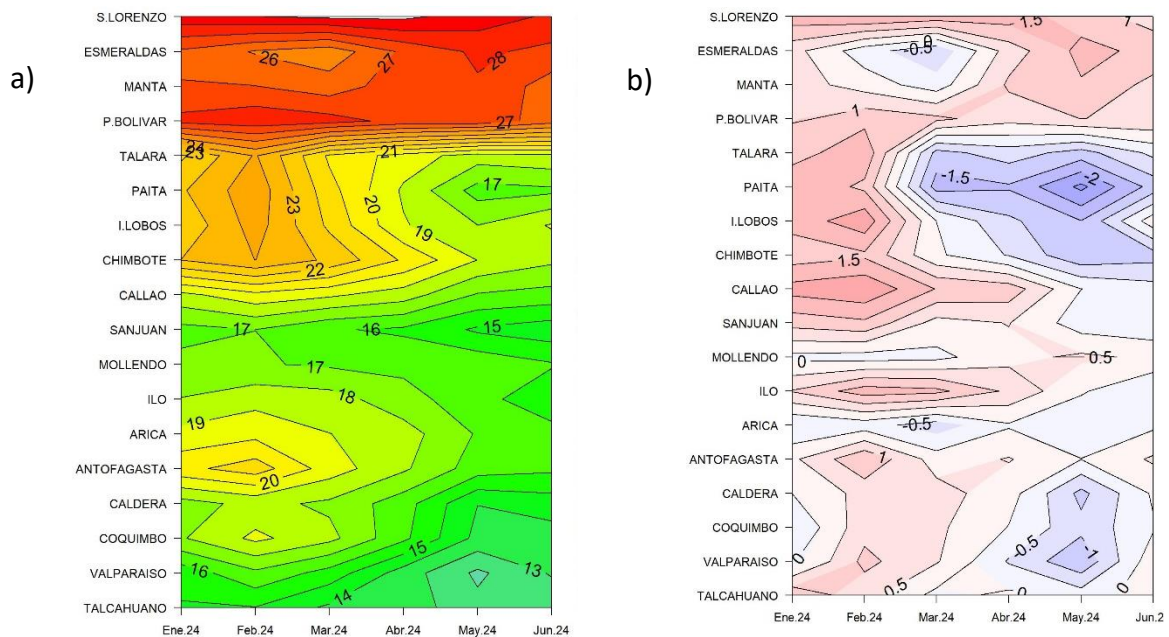 a)
S.LORENZO
ESMERALDAS
MANTA
P.BOLIVAR
TALARA
PAITA
I.LOBOS
CHIMBOTE
CALLAO
SANJUAN
MOLLENDO
ILO
ARICA
ANTOFAGASTA
CALDERA
COQUIMBO
VALPARAISO
TALCAHUANO
26
27
28
27
24
23
21
17
23
20
19
22
17
16
15
17
18
19
20
15
16
13
14
Ene.24 Feb.24 Mar.24 Abr.24 May.24 Jun.24
b)
S.LORENZO
ESMERALDAS
MANTA
P.BOLIVAR
TALARA
PAITA
I.LOBOS
CHIMBOTE
CALLAO
SANJUAN
MOLLENDO
ILO
ARICA
ANTOFAGASTA
CALDERA
COQUIMBO
VALPARAISO
TALCAHUANO
1.5
1
0
-0.5
1
-1.5
-2
1.5
0
0.5
-0.5
1
-0.5
-1
0
0.5
0
0
Ene.24 Feb.24 Mar.24 Abr.24 May.24 Jun.2